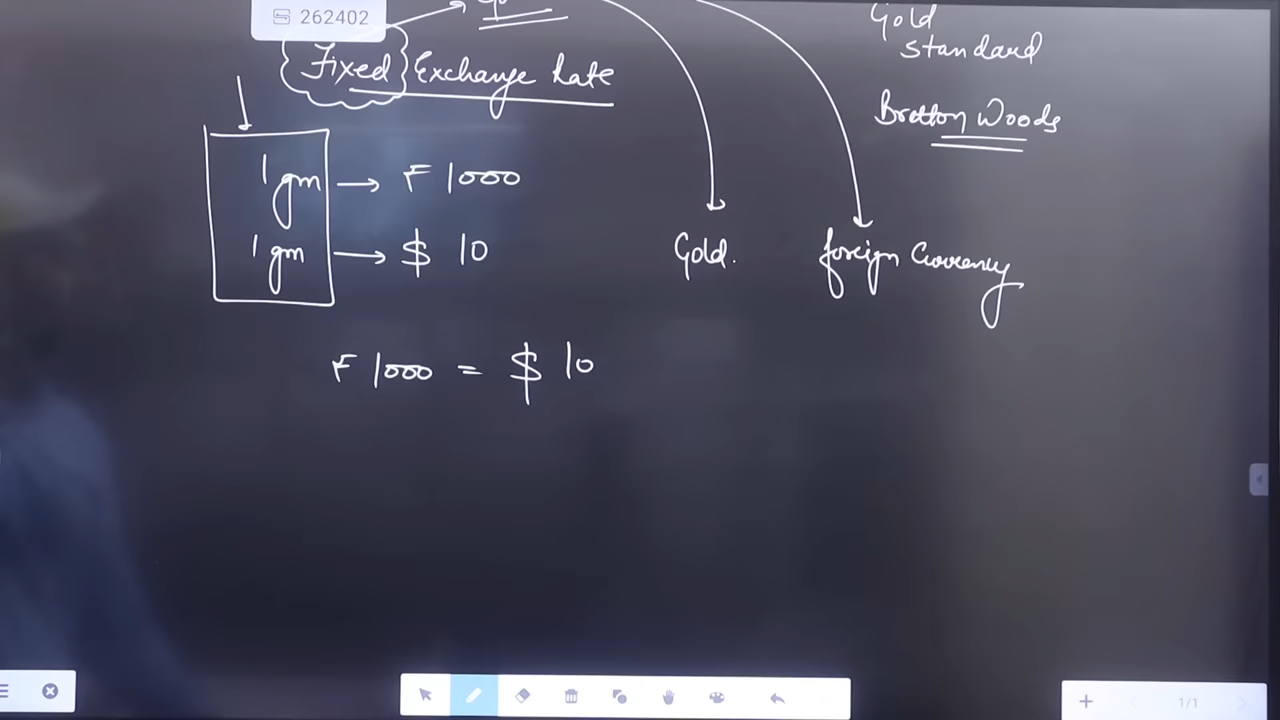 262402
Fixed Exchange Rate
Gold
standard
Bretton Woods
1 gm → ₹ 1000
1 gm → $ 10
Gold.
foreign Currency
₹ 1000 = $ 10
1/1